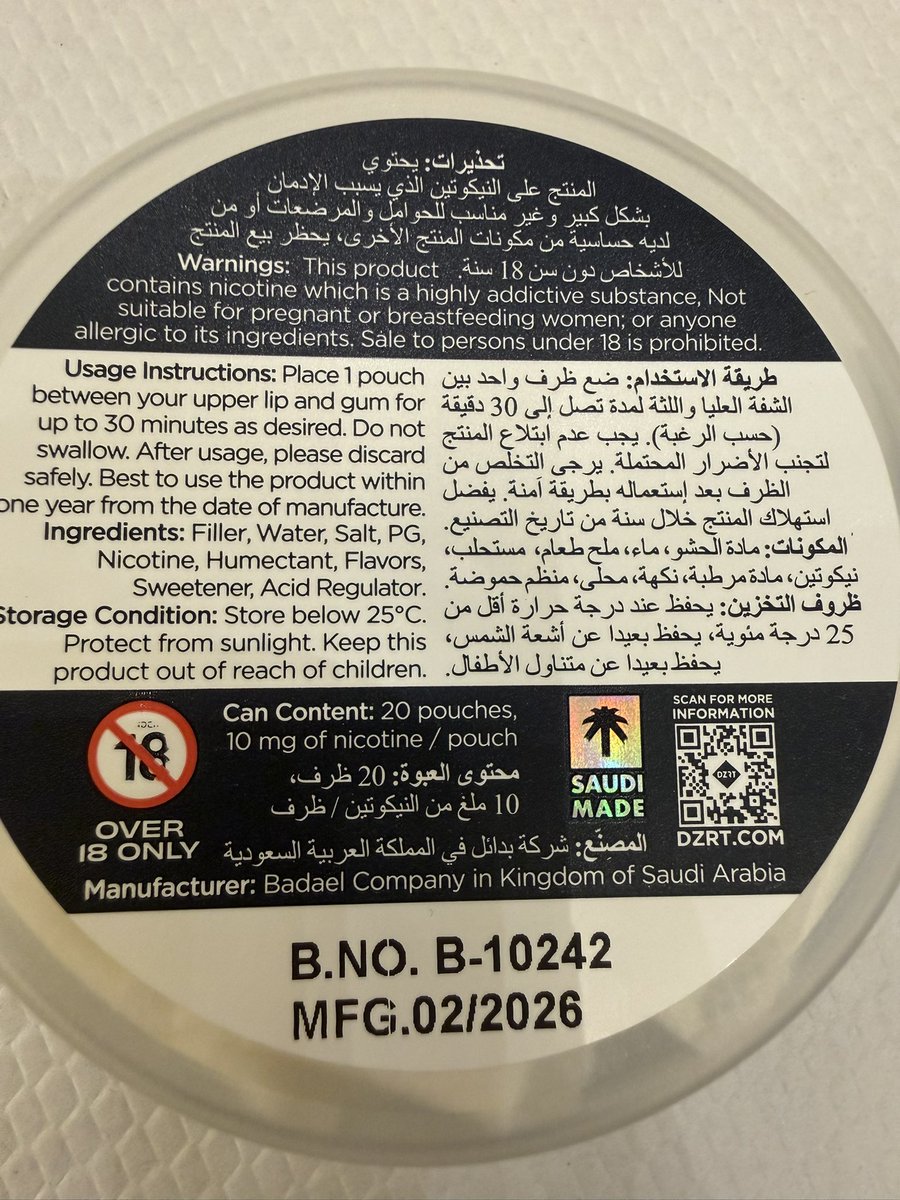 تحذيرات: يحتوي
المنتج على النيكوتين الذي يسبب الإدمان
بشكل كبير وغير مناسب للحوامل والمرضعات أو من
لديه حساسية من مكونات المنتج الأخرى، يحظر بيع المنتج
للأشخاص دون سن 18 سنة.
Warnings: This product
contains nicotine which is a highly addictive substance, Not
suitable for pregnant or breastfeeding women; or anyone
allergic to its ingredients. Sale to persons under 18 is prohibited.
Usage Instructions: Place 1 pouch
between your upper lip and gum for
up to 30 minutes as desired. Do not
swallow. After usage, please discard
safely. Best to use the product within
one year from the date of manufacture.
Ingredients: Filler, Water, Salt, PG,
Nicotine, Humectant, Flavors,
Sweetener, Acid Regulator.
Storage Condition: Store below 25°C.
Protect from sunlight. Keep this
product out of reach of children.
طريقة الاستخدام: ضع ظرف واحد بين
الشفة العليا واللثة لمدة تصل إلى 30 دقيقة
(حسب الرغبة). يجب عدم ابتلاع المنتج
لتجنب الأضرار المحتملة. يرجى التخلص من
الظرف بعد إستعماله بطريقة آمنة. يفضل
استهلاك المنتج خلال سنة من تاريخ التصنيع.
المكونات: مادة الحشو، ماء، ملح طعام، مستحلب،
نيكوتين، مادة مرطبة، نكهة، محلى، منظم حموضة.
ظروف التخزين: يحفظ عند درجة حرارة أقل من
25 درجة مئوية، يحفظ بعيدا عن أشعة الشمس،
يحفظ بعيدا عن متناول الأطفال.
18
OVER
18 ONLY
Can Content: 20 pouches,
10 mg of nicotine / pouch
محتوى العبوة: 20 ظرف،
10 ملغ من النيكوتين / ظرف
SAUDI
MADE
SCAN FOR MORE
INFORMATION
DZRT
DZRT.COM
المصنّع: شركة بدائل في المملكة العربية السعودية
Manufacturer: Badael Company in Kingdom of Saudi Arabia
B.NO. B-10242
MFG.02/2026